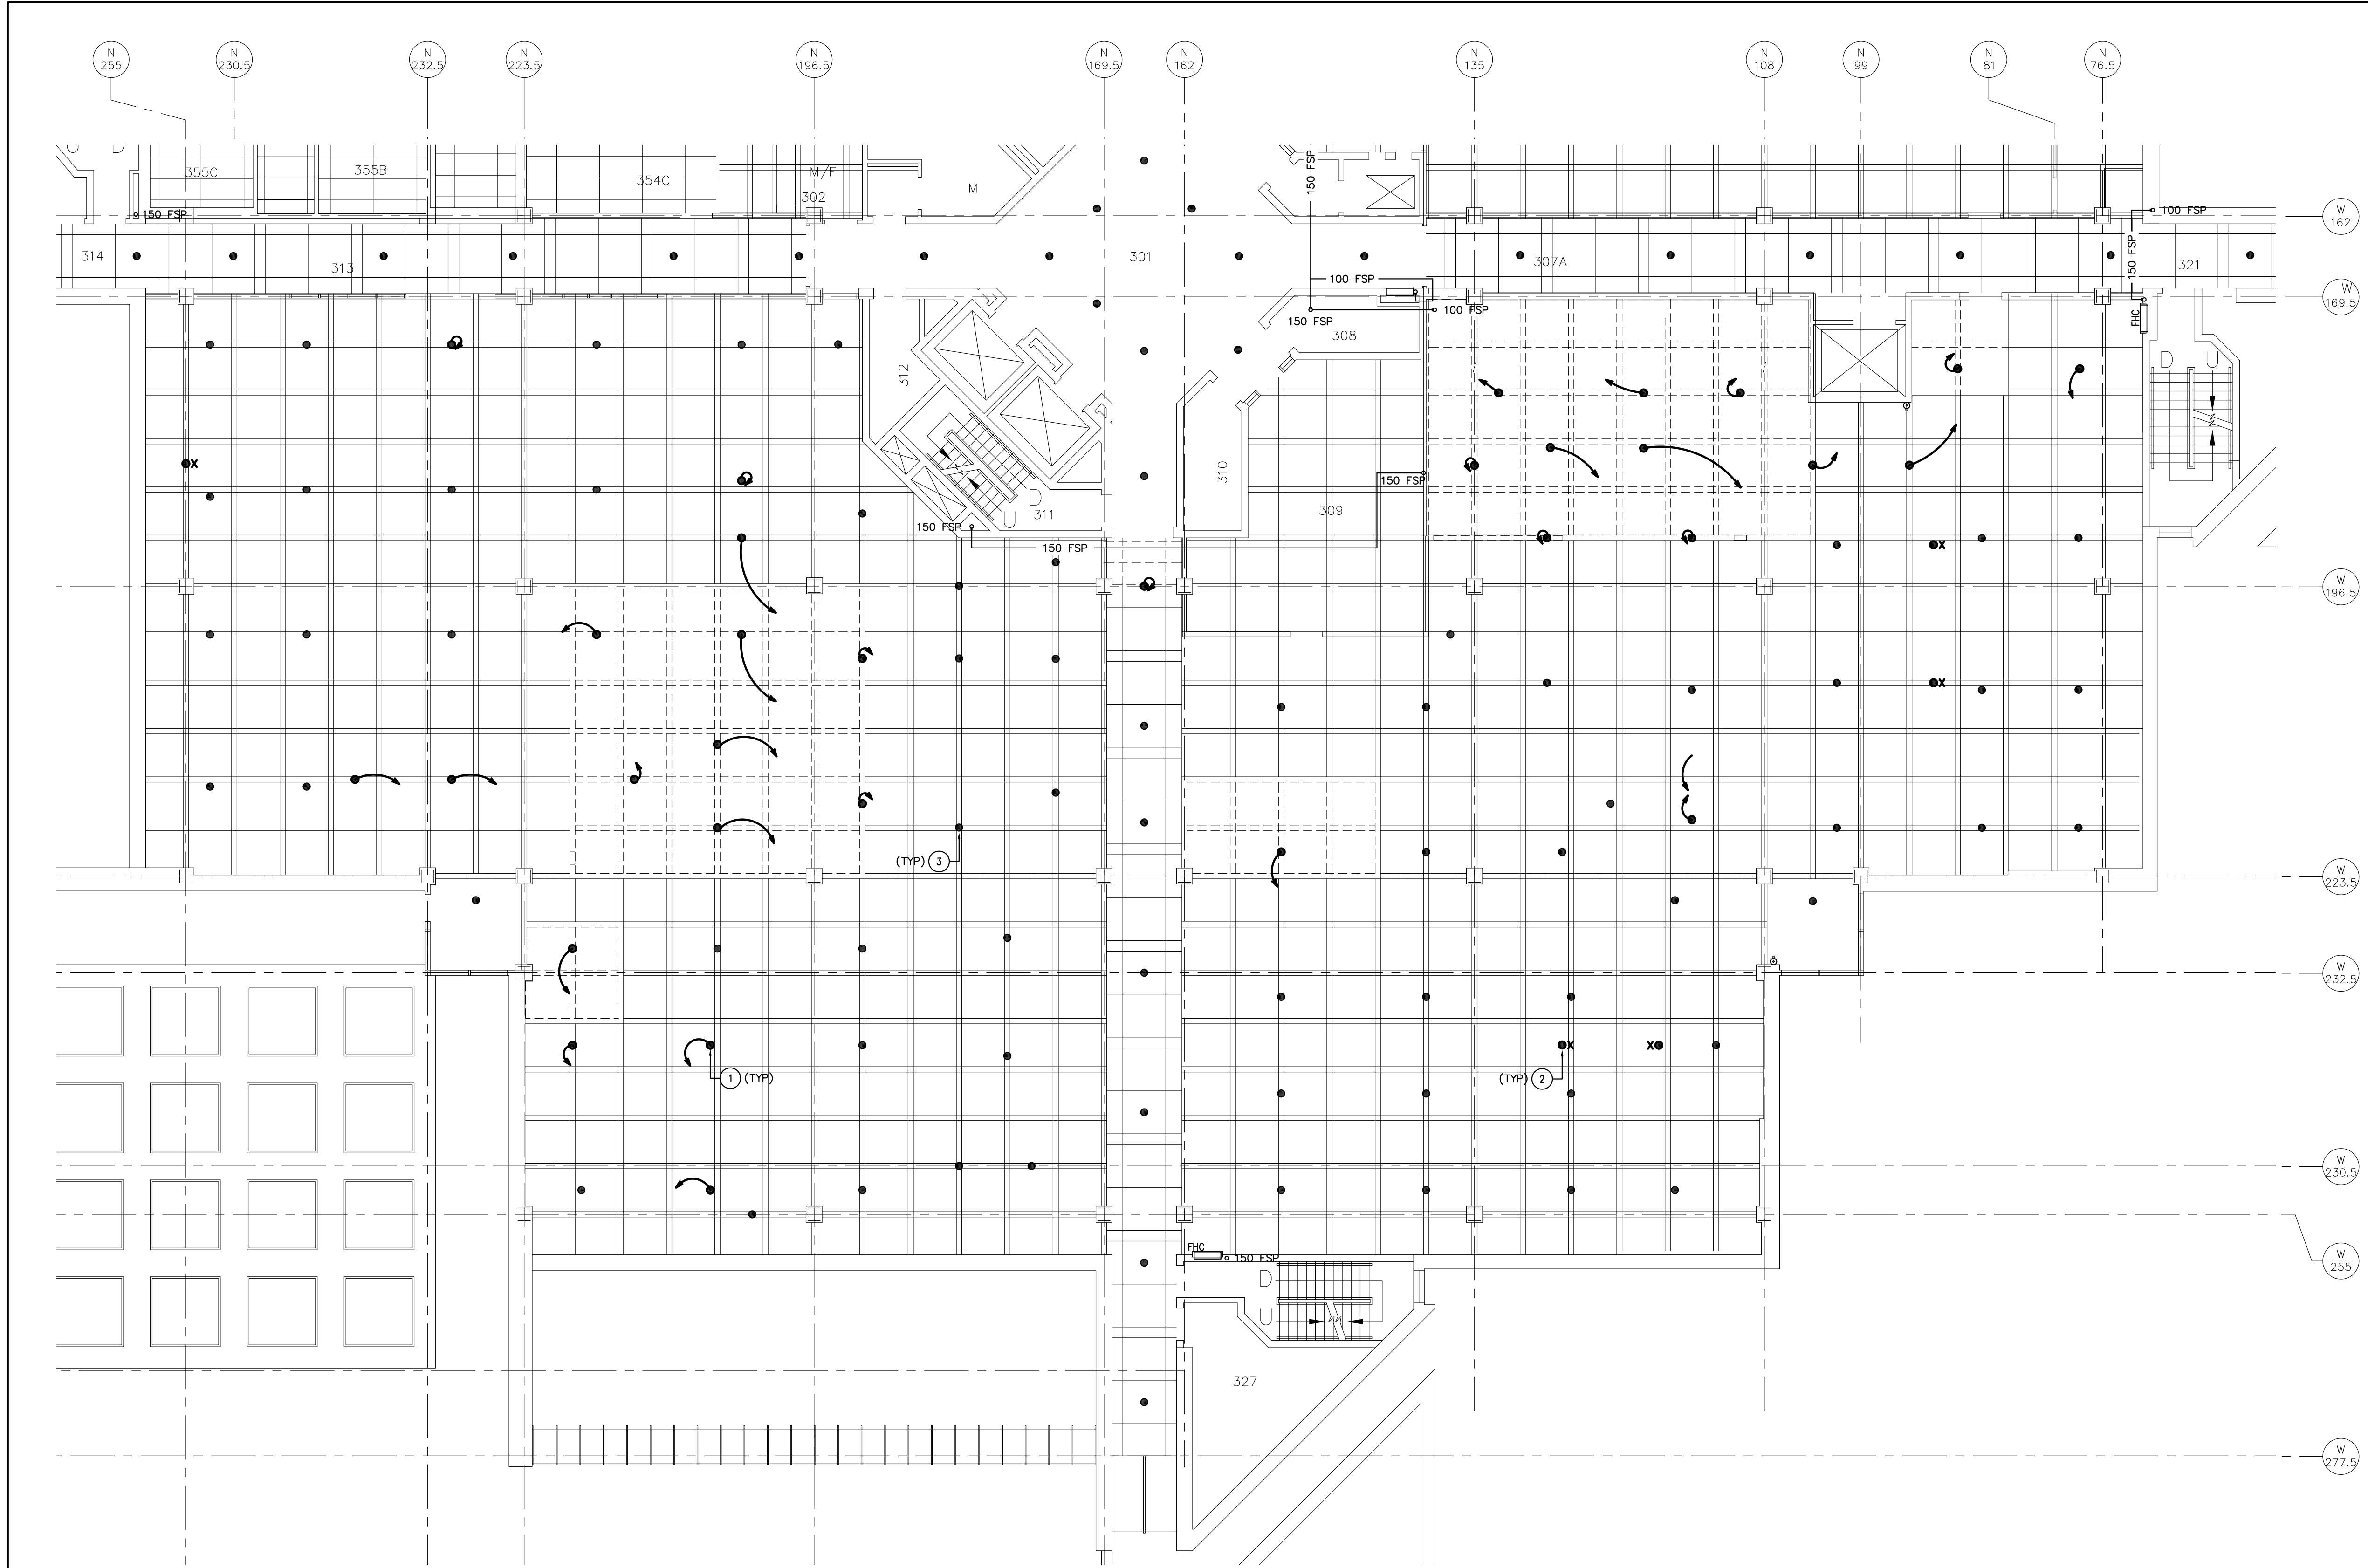 N 255
N 230.5
N 232.5
N 223.5
N 196.5
N 169.5
N 162
N 135
N 108
N 99
N 81
N 76.5
U D
355C
355B
354C
M/F
302
M
150 FSP
150 FSP
100 FSP
W 162
314
313
301
307A
150 FSP
321
100 FSP
W 169.5
100 FSP
150 FSP
308
FHC
312
D U
310
150 FSP
309
D
U
311
150 FSP
150 FSP
W 196.5
(TYP) 3
W 223.5
W 232.5
1 (TYP)
(TYP) 2
W 230.5
FHC
150 FSP
W 255
D
U
327
W 277.5